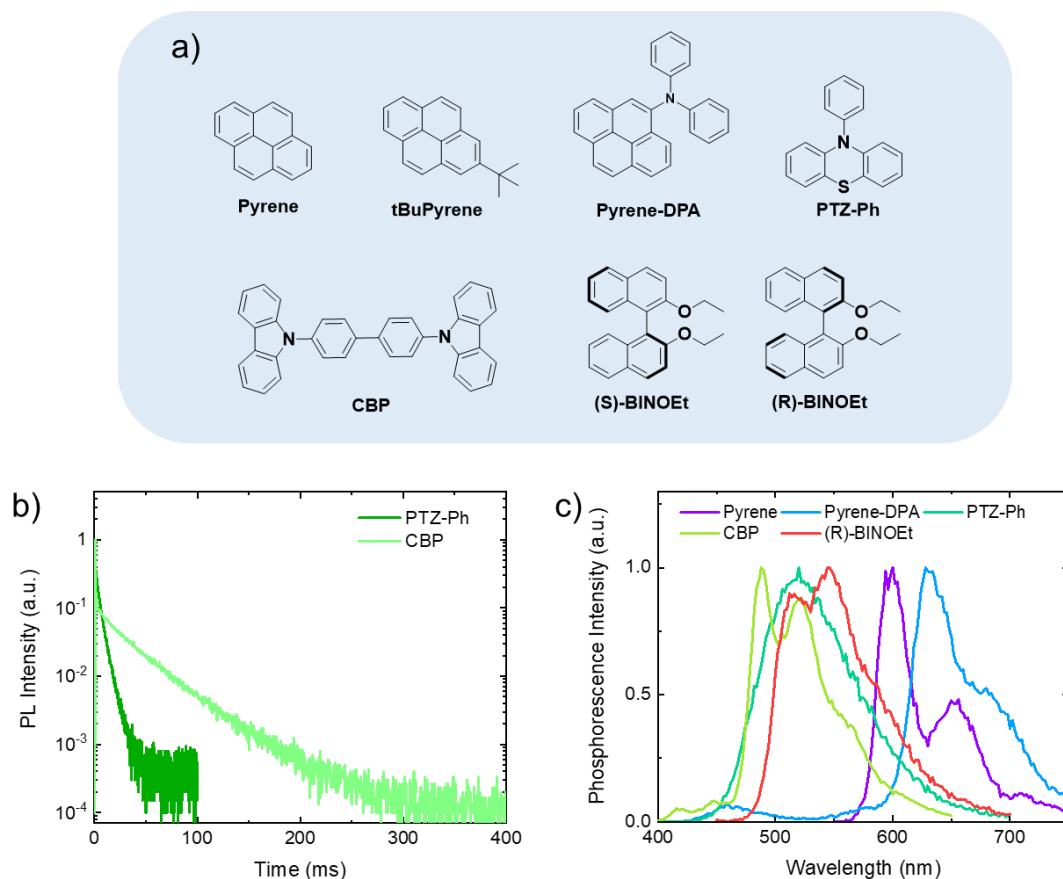 a)
N
N
S
Pyrene
tBuPyrene
Pyrene-DPA
PTZ-Ph
N
N
O
O
O
O
CBP
(S)-BINOEt
(R)-BINOEt
b)
PTZ-Ph
CBP
1
10⁻¹
10⁻²
10⁻³
10⁻⁴
PL Intensity (a.u.)
0 100 200 300 400
Time (ms)
c)
Pyrene Pyrene-DPA PTZ-Ph
CBP (R)-BINOEt
1.0
0.5
0.0
Phosphorescence Intensity (a.u.)
400 500 600 700
Wavelength (nm)